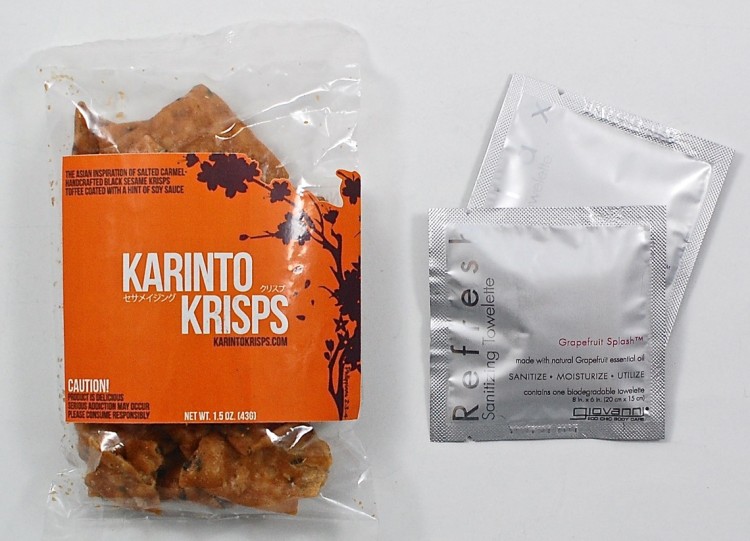 THE ASIAN INSPIRATION OF SALTED CARMEL-
HANDCRAFTED BLACK SESAME KRISPS
TOFFEE COATED WITH A HINT OF SOY SAUCE
KARINTO
セサメイジング クリスプ
KRISPS
KARINTOKRISPS.COM
CAUTION!
PRODUCT IS DELICIOUS
SERIOUS ADDICTION MAY OCCUR
PLEASE CONSUME RESPONSIBLY
NET WT. 1.5 OZ. (43G)
Refresh
Sanitizing Towelette
Grapefruit Splash™
made with natural Grapefruit essential oil
SANITIZE • MOISTURIZE • UTILIZE
contains one biodegradable towelette
8 in. x 6 in. (20 cm x 15 cm)
giovanni
ECO CHIC BODY CARE